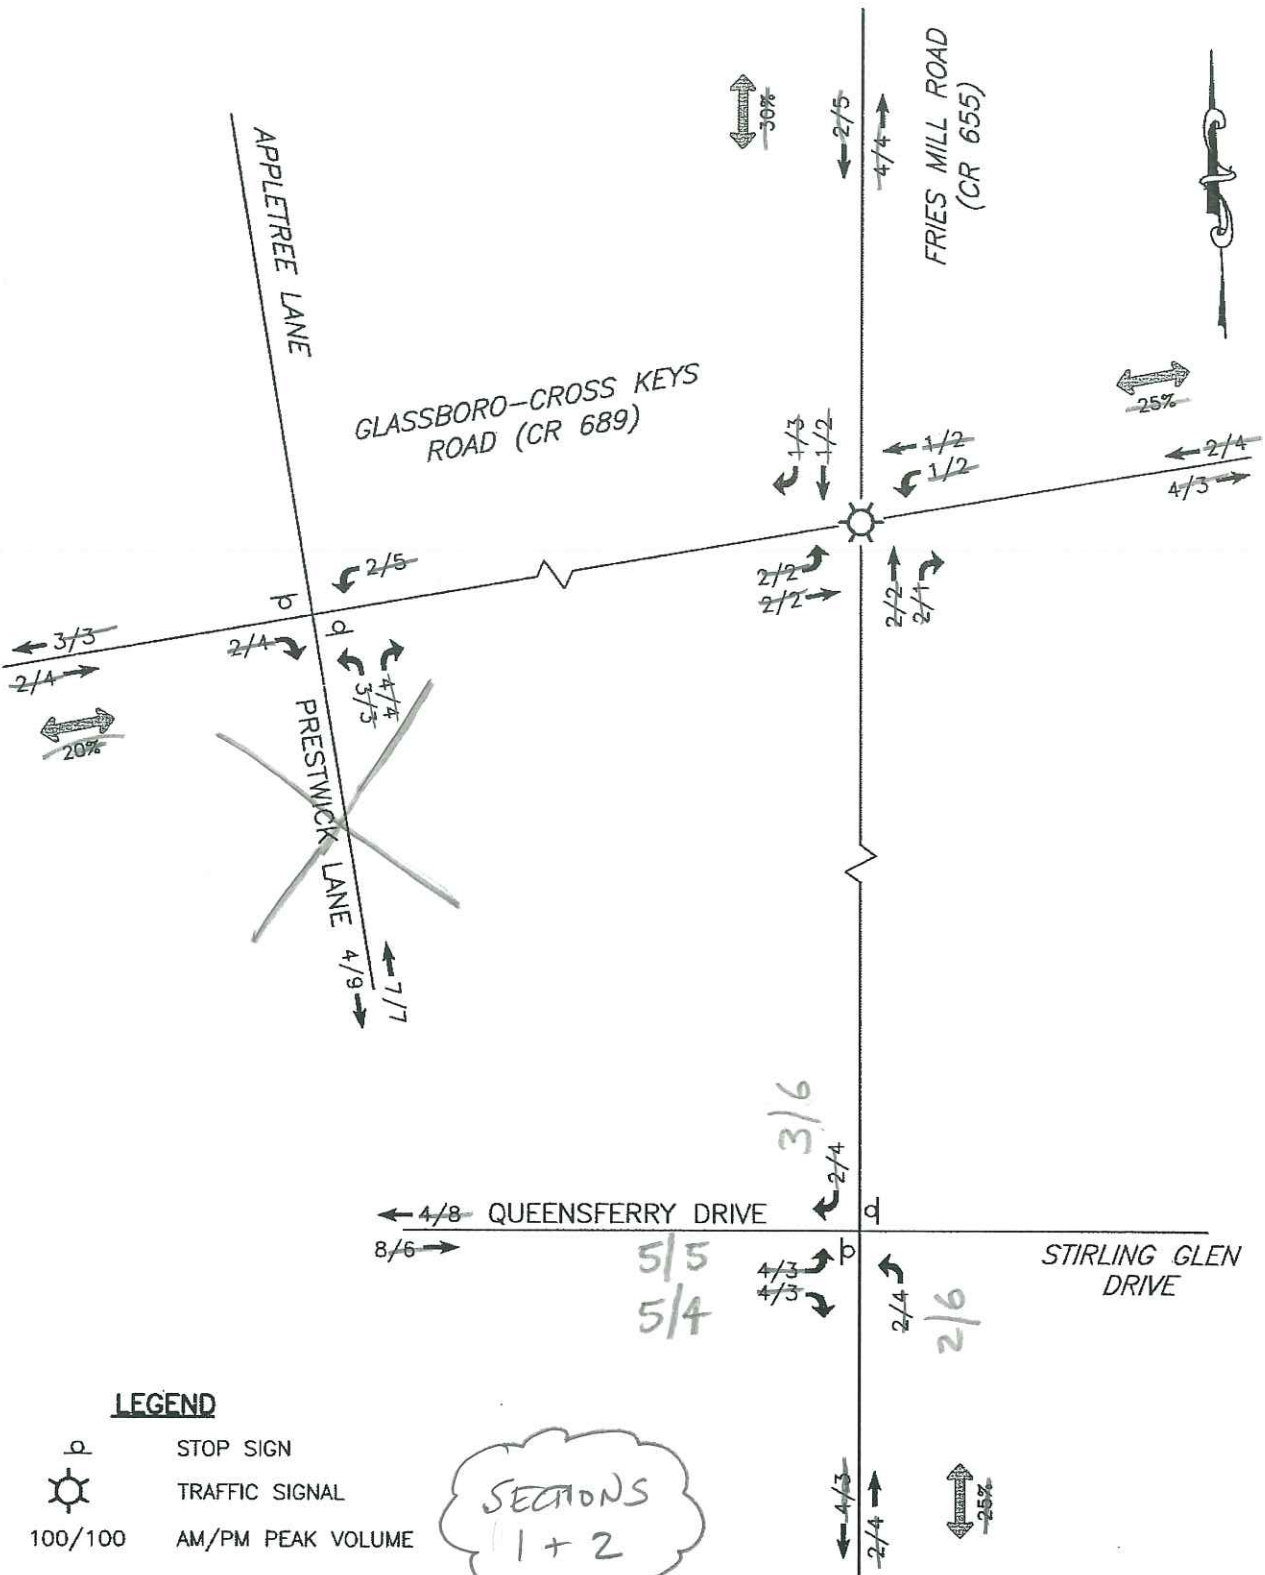 FRIES MILL ROAD
(CR 655)
30%
2/5
4/4
APPLETREE LANE
GLASSBORO-CROSS KEYS
ROAD (CR 689)
25%
1/3
1/2
1/2
1/2
2/4
4/3
2/5
2/2
2/2
2/2
2/1
3/3
2/4
2/4
3/3
4/4
20%
PRESTWICK LANE
4/9
7/7
3/6
2/4
4/8
QUEENSFERRY DRIVE
8/6
5/5
5/4
4/3
4/3
2/4
2/6
STIRLING GLEN
DRIVE
LEGEND
STOP SIGN
TRAFFIC SIGNAL
100/100 AM/PM PEAK VOLUME
SECTIONS
1 + 2
4/3
2/4
25%